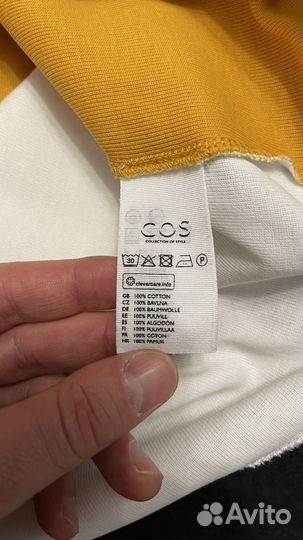 COS
COLLECTION OF STYLE
30
P
clevercare.info
GB 100% COTTON
CZ 100% BAVLNA
DE 100% BAUMWOLLE
EE 100% PUUVILL
ES 100% ALGODÓN
FI 100% PUUVILLAA
FR 100% COTON
HR 100% PAMUK
Avito